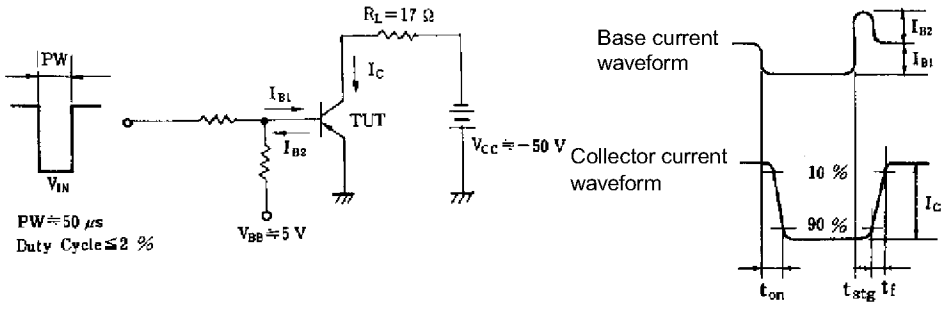 PW
V_IN
PW≒50 μs
Duty Cycle≦2 %
R_L=17 Ω
I_C
I_B1
TUT
I_B2
V_CC≒−50 V
V_BB≒5 V
Base current
waveform
I_B2
I_B1
Collector current
waveform
10 %
90 %
I_C
t_on
t_stg
t_f